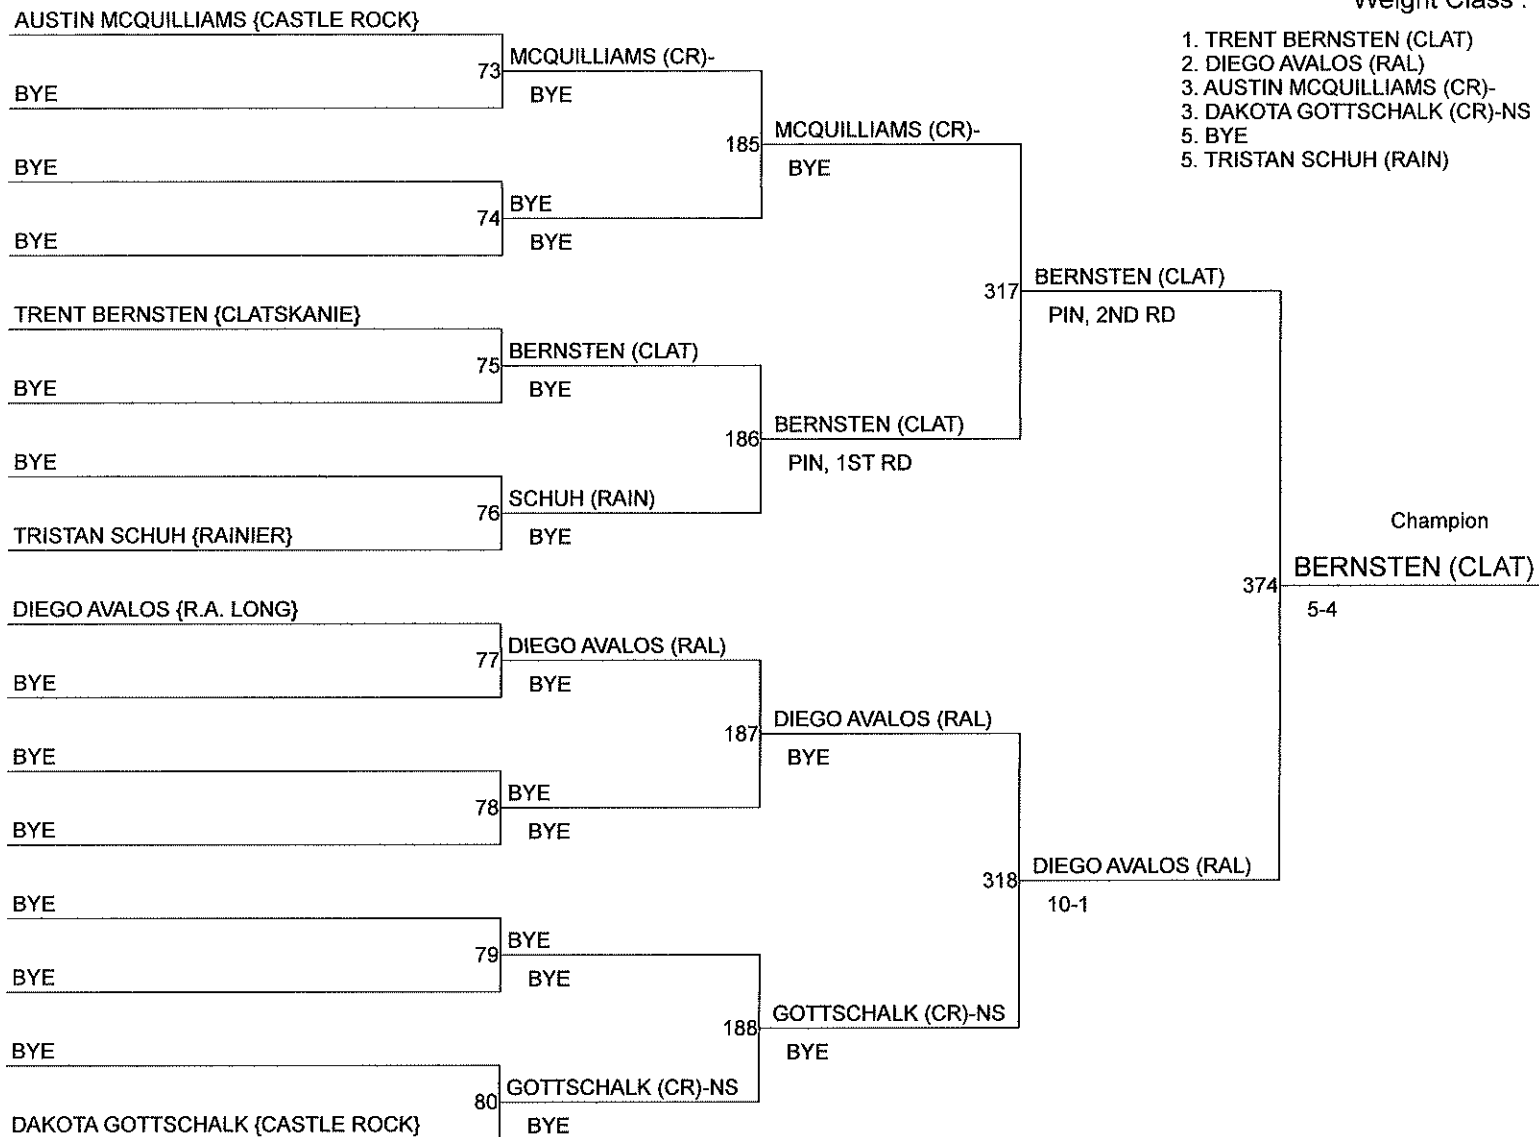 Weight Class :
1. TRENT BERNSTEN (CLAT)
2. DIEGO AVALOS (RAL)
3. AUSTIN MCQUILLIAMS (CR)-
3. DAKOTA GOTTSCHALK (CR)-NS
5. BYE
5. TRISTAN SCHUH (RAIN)
AUSTIN MCQUILLIAMS {CASTLE ROCK}
BYE
BYE
BYE
TRENT BERNSTEN {CLATSKANIE}
BYE
BYE
TRISTAN SCHUH {RAINIER}
DIEGO AVALOS {R.A. LONG}
BYE
BYE
BYE
BYE
BYE
BYE
DAKOTA GOTTSCHALK {CASTLE ROCK}
73
MCQUILLIAMS (CR)-
BYE
74
BYE
BYE
75
BERNSTEN (CLAT)
BYE
76
SCHUH (RAIN)
BYE
77
DIEGO AVALOS (RAL)
BYE
78
BYE
BYE
79
BYE
BYE
80
GOTTSCHALK (CR)-NS
BYE
185
MCQUILLIAMS (CR)-
BYE
186
BERNSTEN (CLAT)
PIN, 1ST RD
187
DIEGO AVALOS (RAL)
BYE
188
GOTTSCHALK (CR)-NS
BYE
317
BERNSTEN (CLAT)
PIN, 2ND RD
318
DIEGO AVALOS (RAL)
10-1
Champion
374
BERNSTEN (CLAT)
5-4